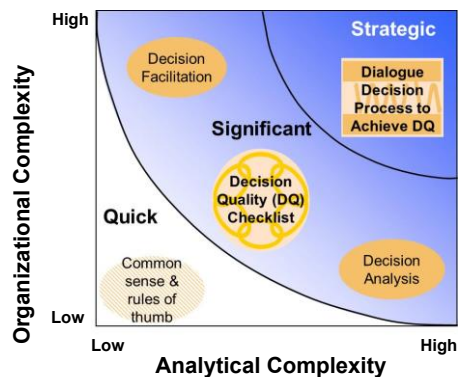 High
Strategic
Decision
Facilitation
Dialogue
Decision
Process to
Achieve DQ
Organizational Complexity
Significant
Decision
Quality (DQ)
Checklist
Quick
Decision
Analysis
Common
sense &
rules of
thumb
Low
Low
High
Analytical Complexity